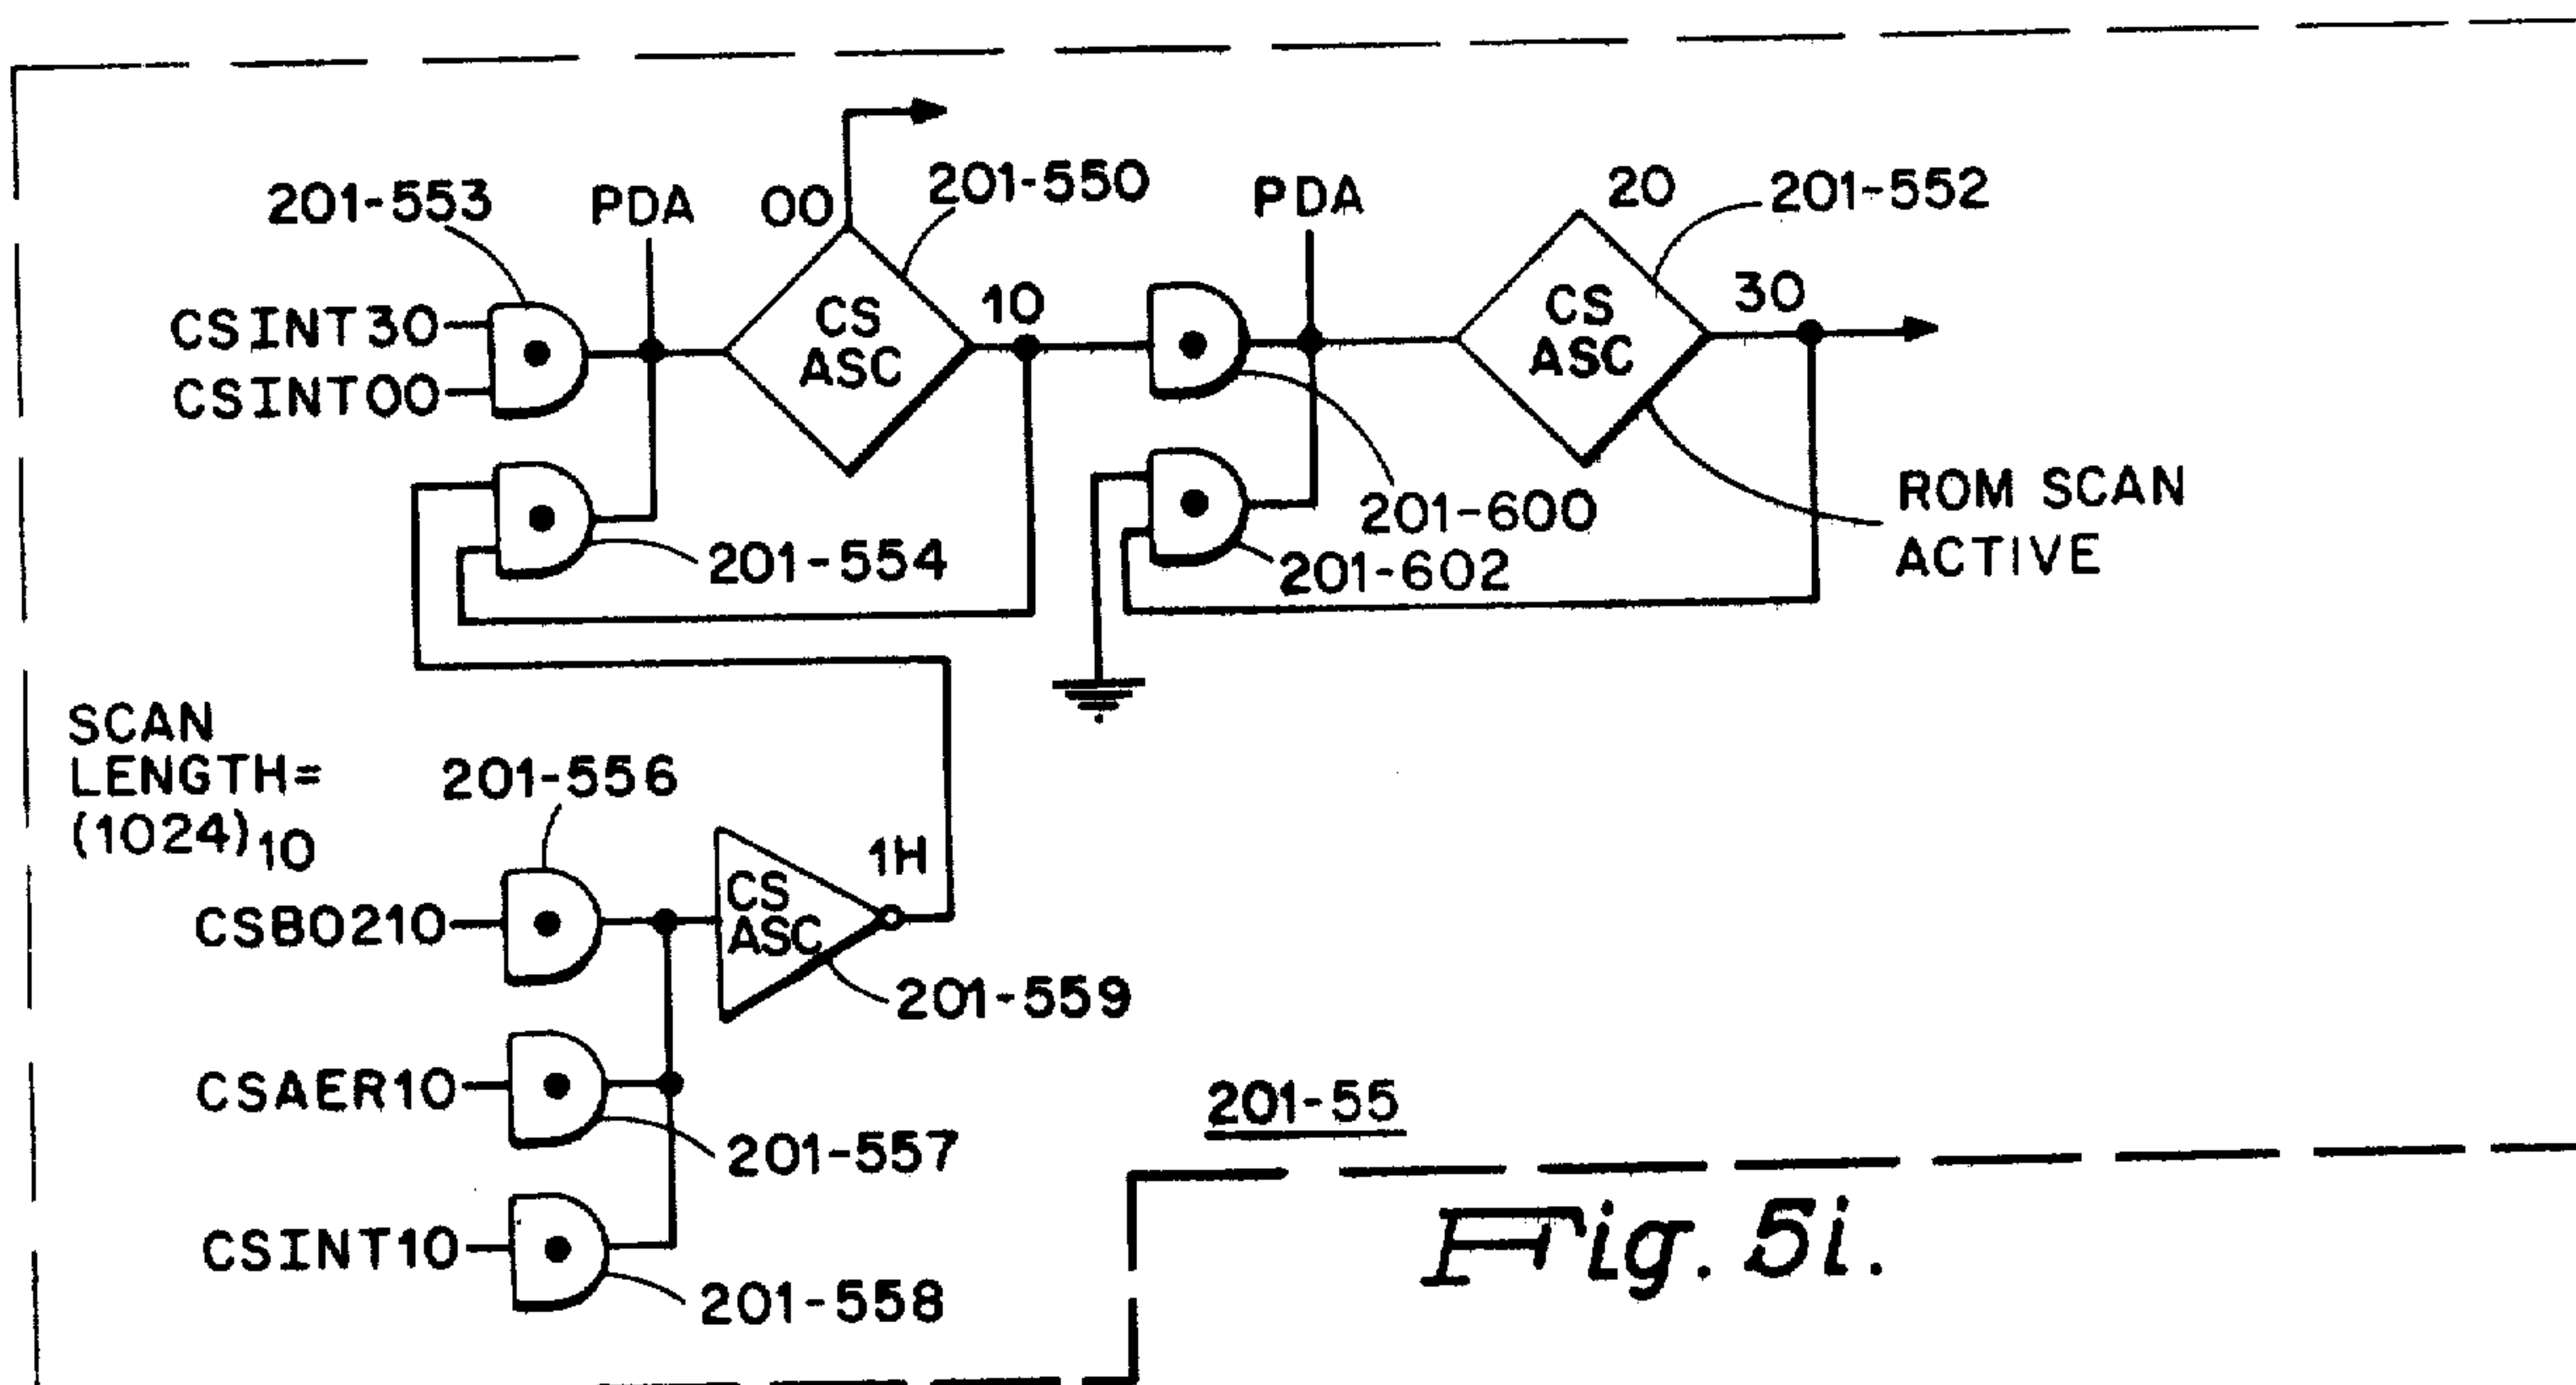 201-553
PDA
00
201-550
PDA
20
201-552
CSINT30
CSINT00
CS
ASC
10
CS
ASC
30
201-554
201-600
201-602
ROM SCAN
ACTIVE
SCAN
LENGTH=
(1024)10
201-556
CSB0210
CS
ASC
1H
201-559
CSAER10
201-557
CSINT10
201-558
201-55
Fig. 5i.